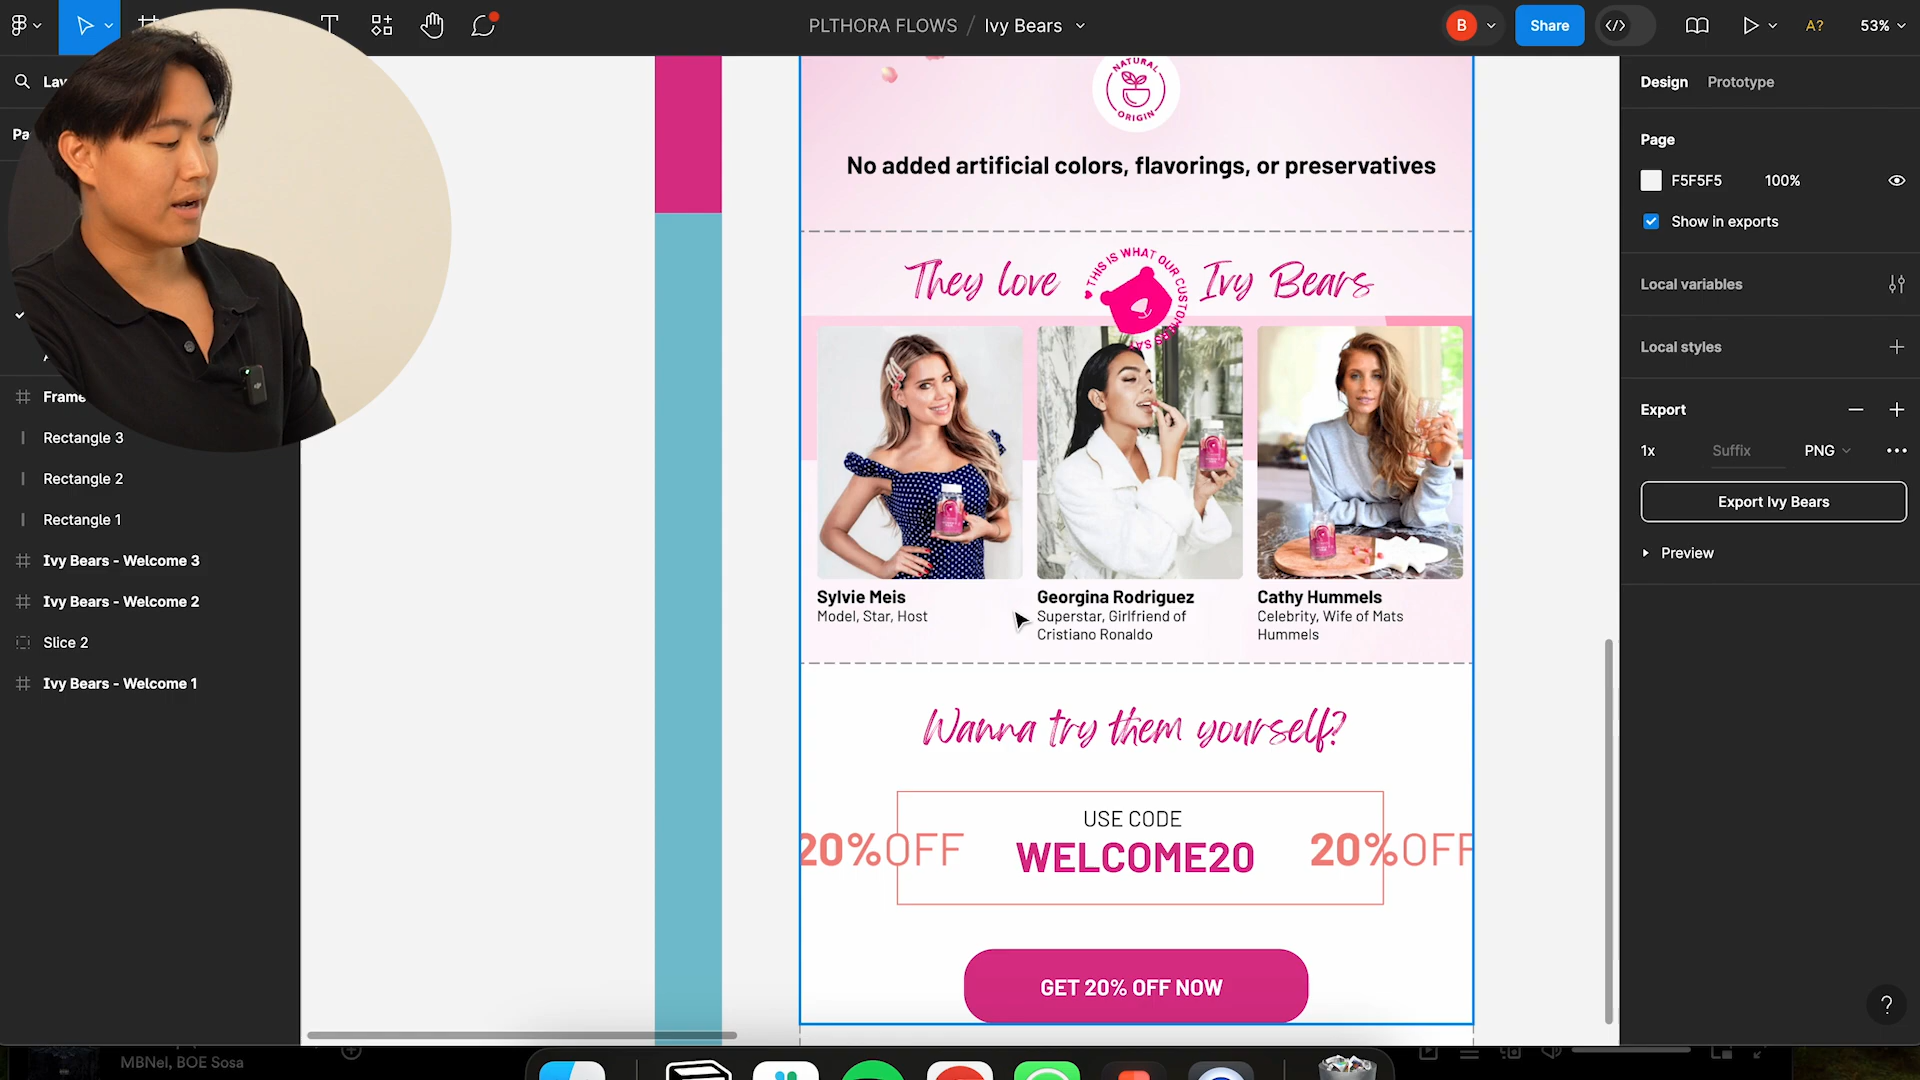 PLTHORA FLOWS / Ivy Bears
B
Share
A?
53%
Lay
Pa
Frame
Rectangle 3
Rectangle 2
Rectangle 1
Ivy Bears - Welcome 3
Ivy Bears - Welcome 2
Slice 2
Ivy Bears - Welcome 1
MBNel, BOE Sosa
NATURAL
ORIGIN
No added artificial colors, flavorings, or preservatives
They love
THIS IS WHAT OUR CUSTOMERS SAY
Ivy Bears
Sylvie Meis
Model, Star, Host
Georgina Rodriguez
Superstar, Girlfriend of
Cristiano Ronaldo
Cathy Hummels
Celebrity, Wife of Mats
Hummels
Wanna try them yourself?
20%OFF
USE CODE
WELCOME20
20%OFF
GET 20% OFF NOW
Design
Prototype
Page
F5F5F5
100%
Show in exports
Local variables
Local styles
Export
1x
Suffix
PNG
Export Ivy Bears
Preview
?